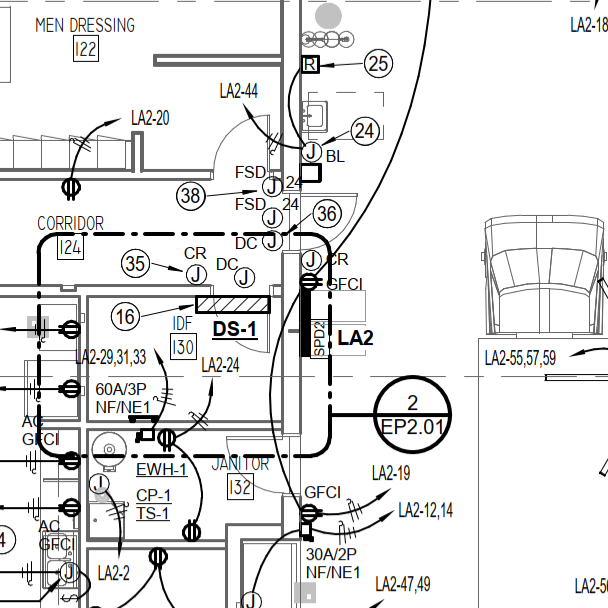 MEN DRESSING
122
LA2-18
R
25
LA2-44
LA2-20
24
J
BL
FSD
J
24
38
FSD
J
24
36
CORRIDOR
124
DC
J
35
CR
J
DC
J
J
CR
GFCI
16
IDF
130
DS-1
SPD2
LA2
LA2-29,31,33
LA2-24
LA2-55,57,59
60A/3P
NF/NE1
2
EP2.01
AC
GFCI
EWH-1
JANITOR
132
CP-1
TS-1
J
LA2-19
GFCI
LA2-12,14
AC
GFCI
4
30A/2P
NF/NE1
J
LA2-2
LA2-47,49
LA2-50
J
S